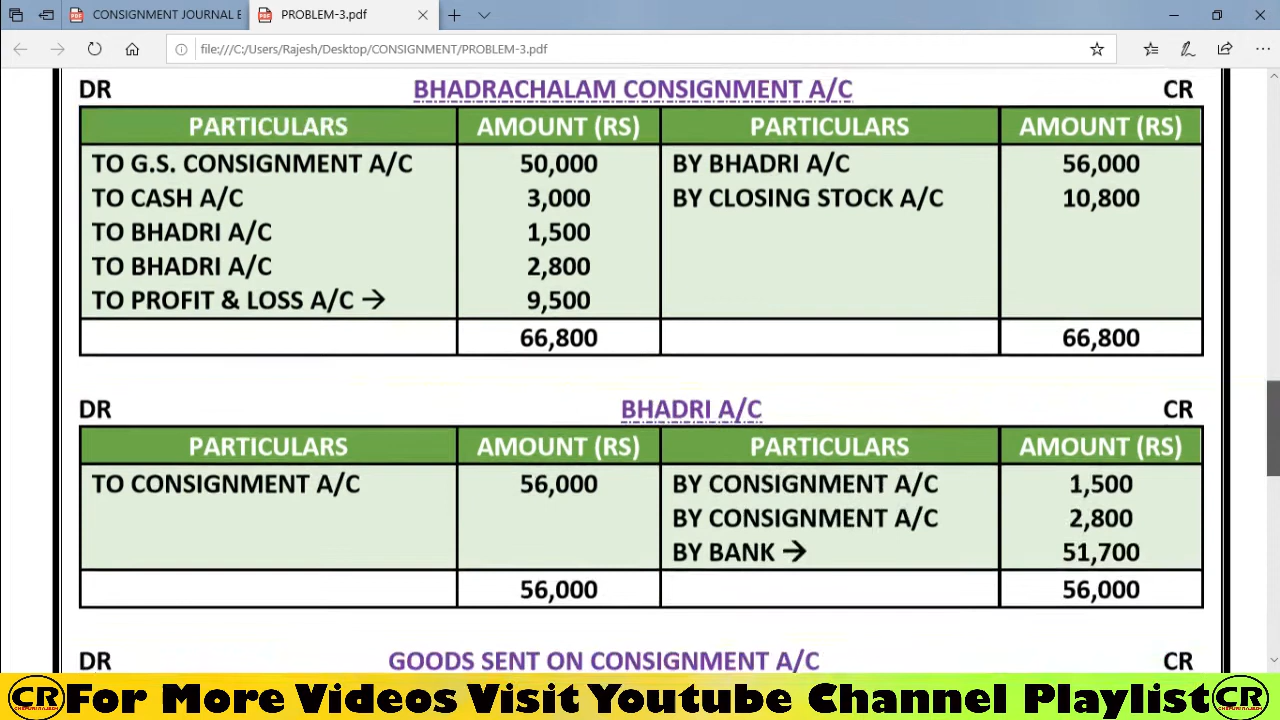 CONSIGNMENT JOURNAL E
PROBLEM-3.pdf
file:///C:/Users/Rajesh/Desktop/CONSIGNMENT/PROBLEM-3.pdf
DR BHADRACHALAM CONSIGNMENT A/C CR
PARTICULARS AMOUNT (RS) PARTICULARS AMOUNT (RS)
TO G.S. CONSIGNMENT A/C 50,000 BY BHADRI A/C 56,000
TO CASH A/C 3,000 BY CLOSING STOCK A/C 10,800
TO BHADRI A/C 1,500
TO BHADRI A/C 2,800
TO PROFIT & LOSS A/C → 9,500
66,800 66,800
DR BHADRI A/C CR
PARTICULARS AMOUNT (RS) PARTICULARS AMOUNT (RS)
TO CONSIGNMENT A/C 56,000 BY CONSIGNMENT A/C 1,500
BY CONSIGNMENT A/C 2,800
BY BANK → 51,700
56,000 56,000
DR GOODS SENT ON CONSIGNMENT A/C CR
CR For More Videos Visit Youtube Channel Playlist CR